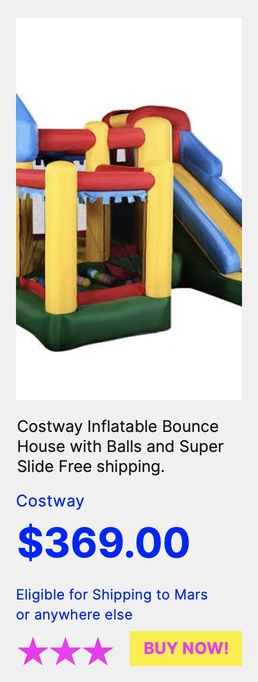 Costway Inflatable Bounce
House with Balls and Super
Slide Free shipping.
Costway
$369.00
Eligible for Shipping to Mars
or anywhere else
BUY NOW!